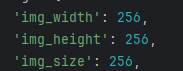 'img_width': 256,
'img_height': 256,
'img_size': 256,